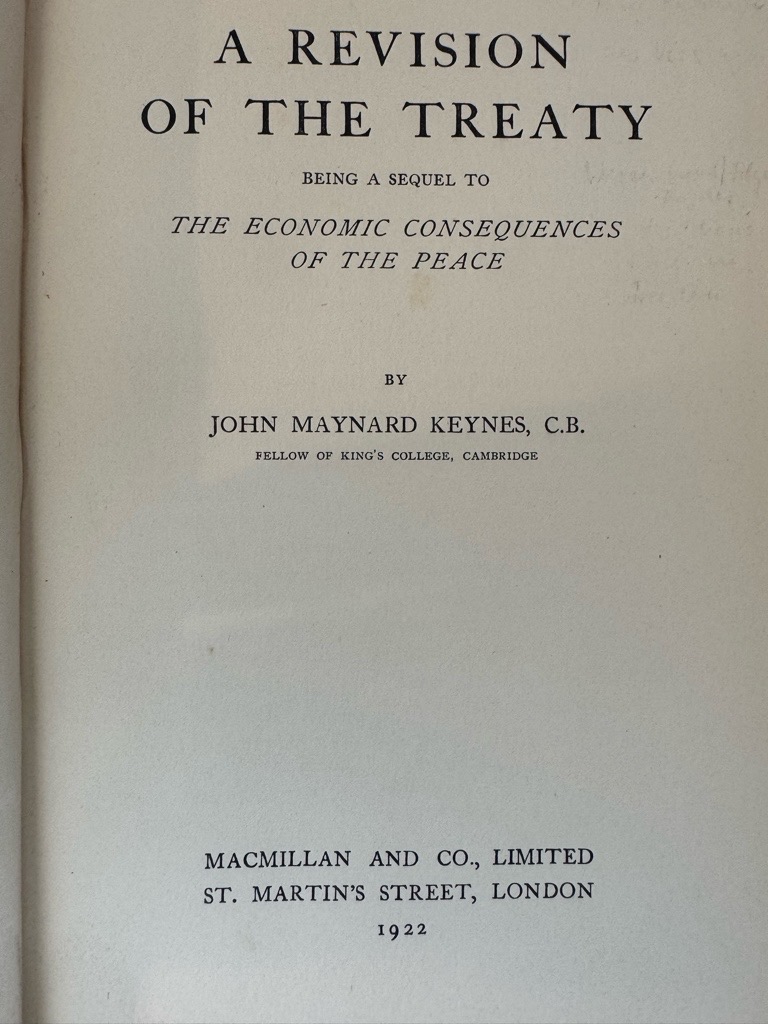 A REVISION
OF THE TREATY
BEING A SEQUEL TO
THE ECONOMIC CONSEQUENCES
OF THE PEACE
BY
JOHN MAYNARD KEYNES, C.B.
FELLOW OF KING'S COLLEGE, CAMBRIDGE
MACMILLAN AND CO., LIMITED
ST. MARTIN'S STREET, LONDON
1922